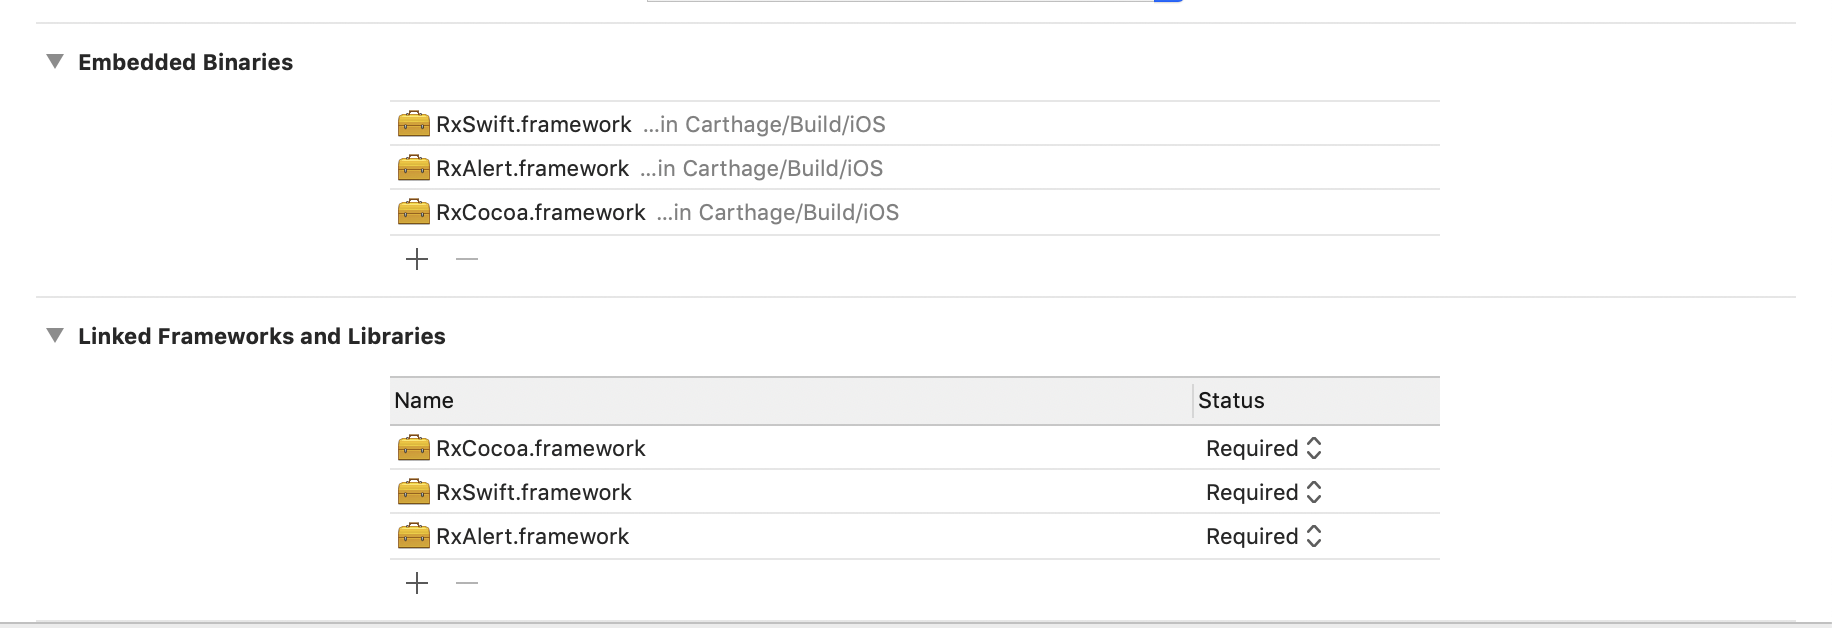 Embedded Binaries
RxSwift.framework ...in Carthage/Build/iOS
RxAlert.framework ...in Carthage/Build/iOS
RxCocoa.framework ...in Carthage/Build/iOS
Linked Frameworks and Libraries
Name Status
RxCocoa.framework Required
RxSwift.framework Required
RxAlert.framework Required